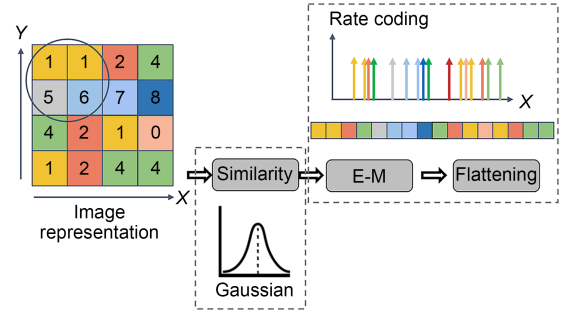 Y
Rate coding
1 1 2 4
5 6 7 8
4 2 1 0
1 2 4 4
X
X
Image
representation
Similarity
E-M
Flattening
Gaussian